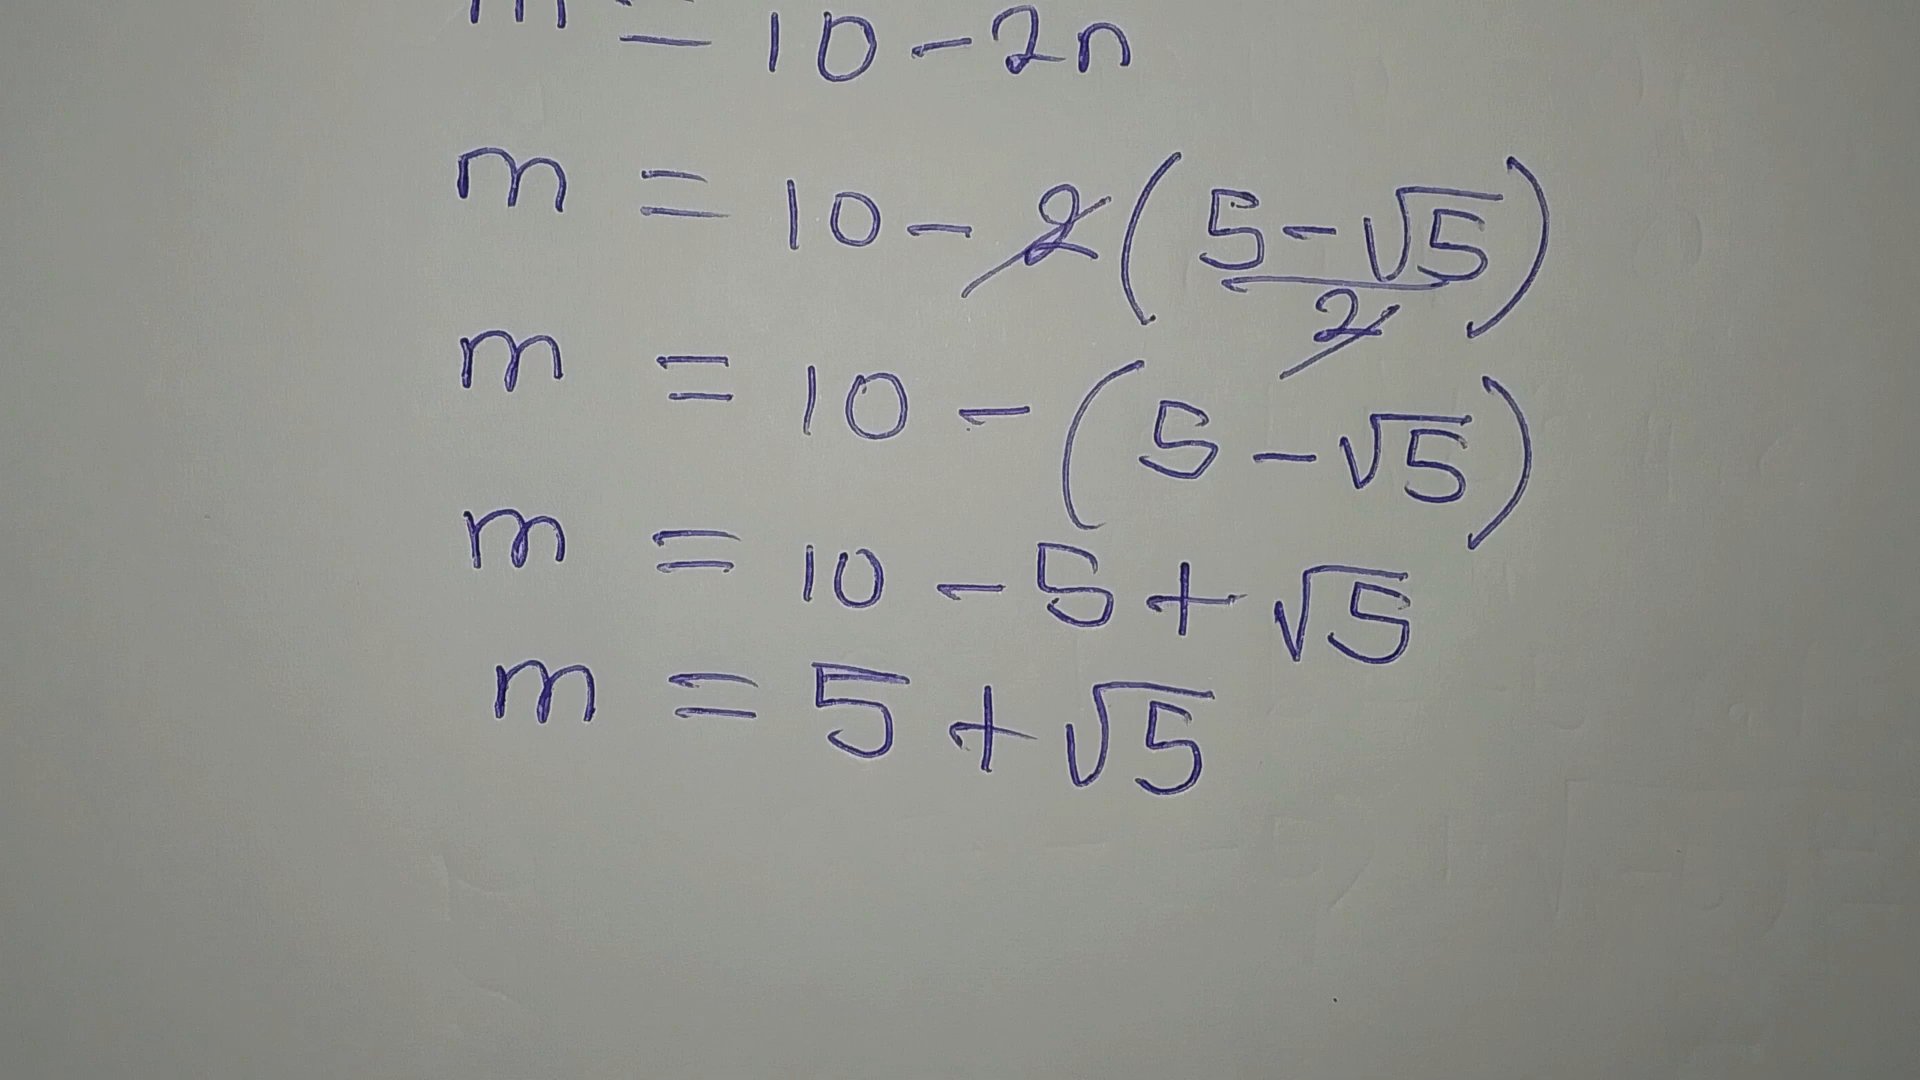 m = 10 - 2n
m = 10 - 2(5-√5/2)
m = 10 - (5-√5)
m = 10 - 5 + √5
m = 5 + √5